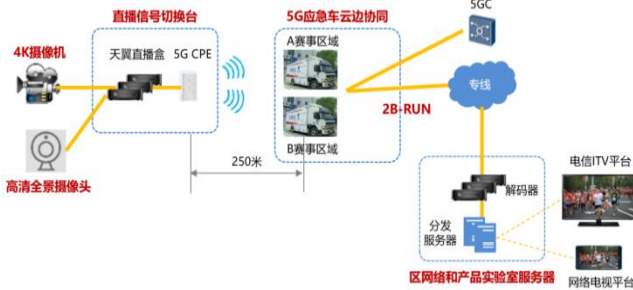 直播信号切换台
5G应急车云边协同
5GC
4K摄像机
天翼直播盒
5G CPE
A赛事区域
专线
2B-RUN
B赛事区域
高清全景摄像头
250米
电信ITV平台
解码器
分发
服务器
区网络和产品实验室服务器
网络电视平台